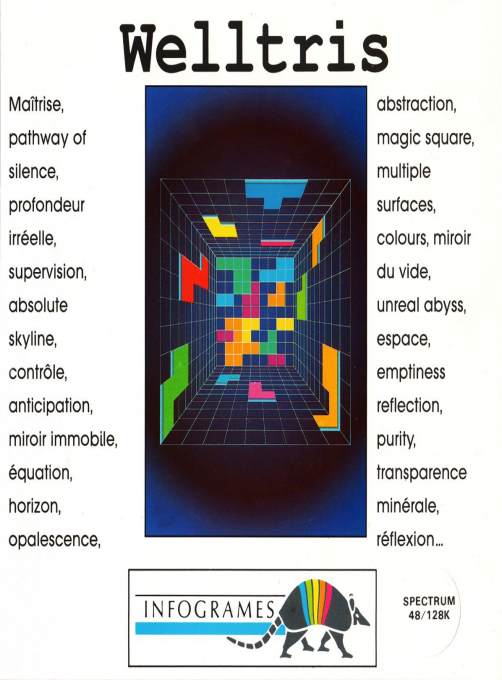 Welltris
Maîtrise,
pathway of
silence,
profondeur
irréelle,
supervision,
absolute
skyline,
contrôle,
anticipation,
miroir immobile,
équation,
horizon,
opalescence,
abstraction,
magic square,
multiple
surfaces,
colours, miroir
du vide,
unreal abyss,
espace,
emptiness
reflection,
purity,
transparence
minérale,
réflexion...
INFOGRAMES
SPECTRUM
48/128K